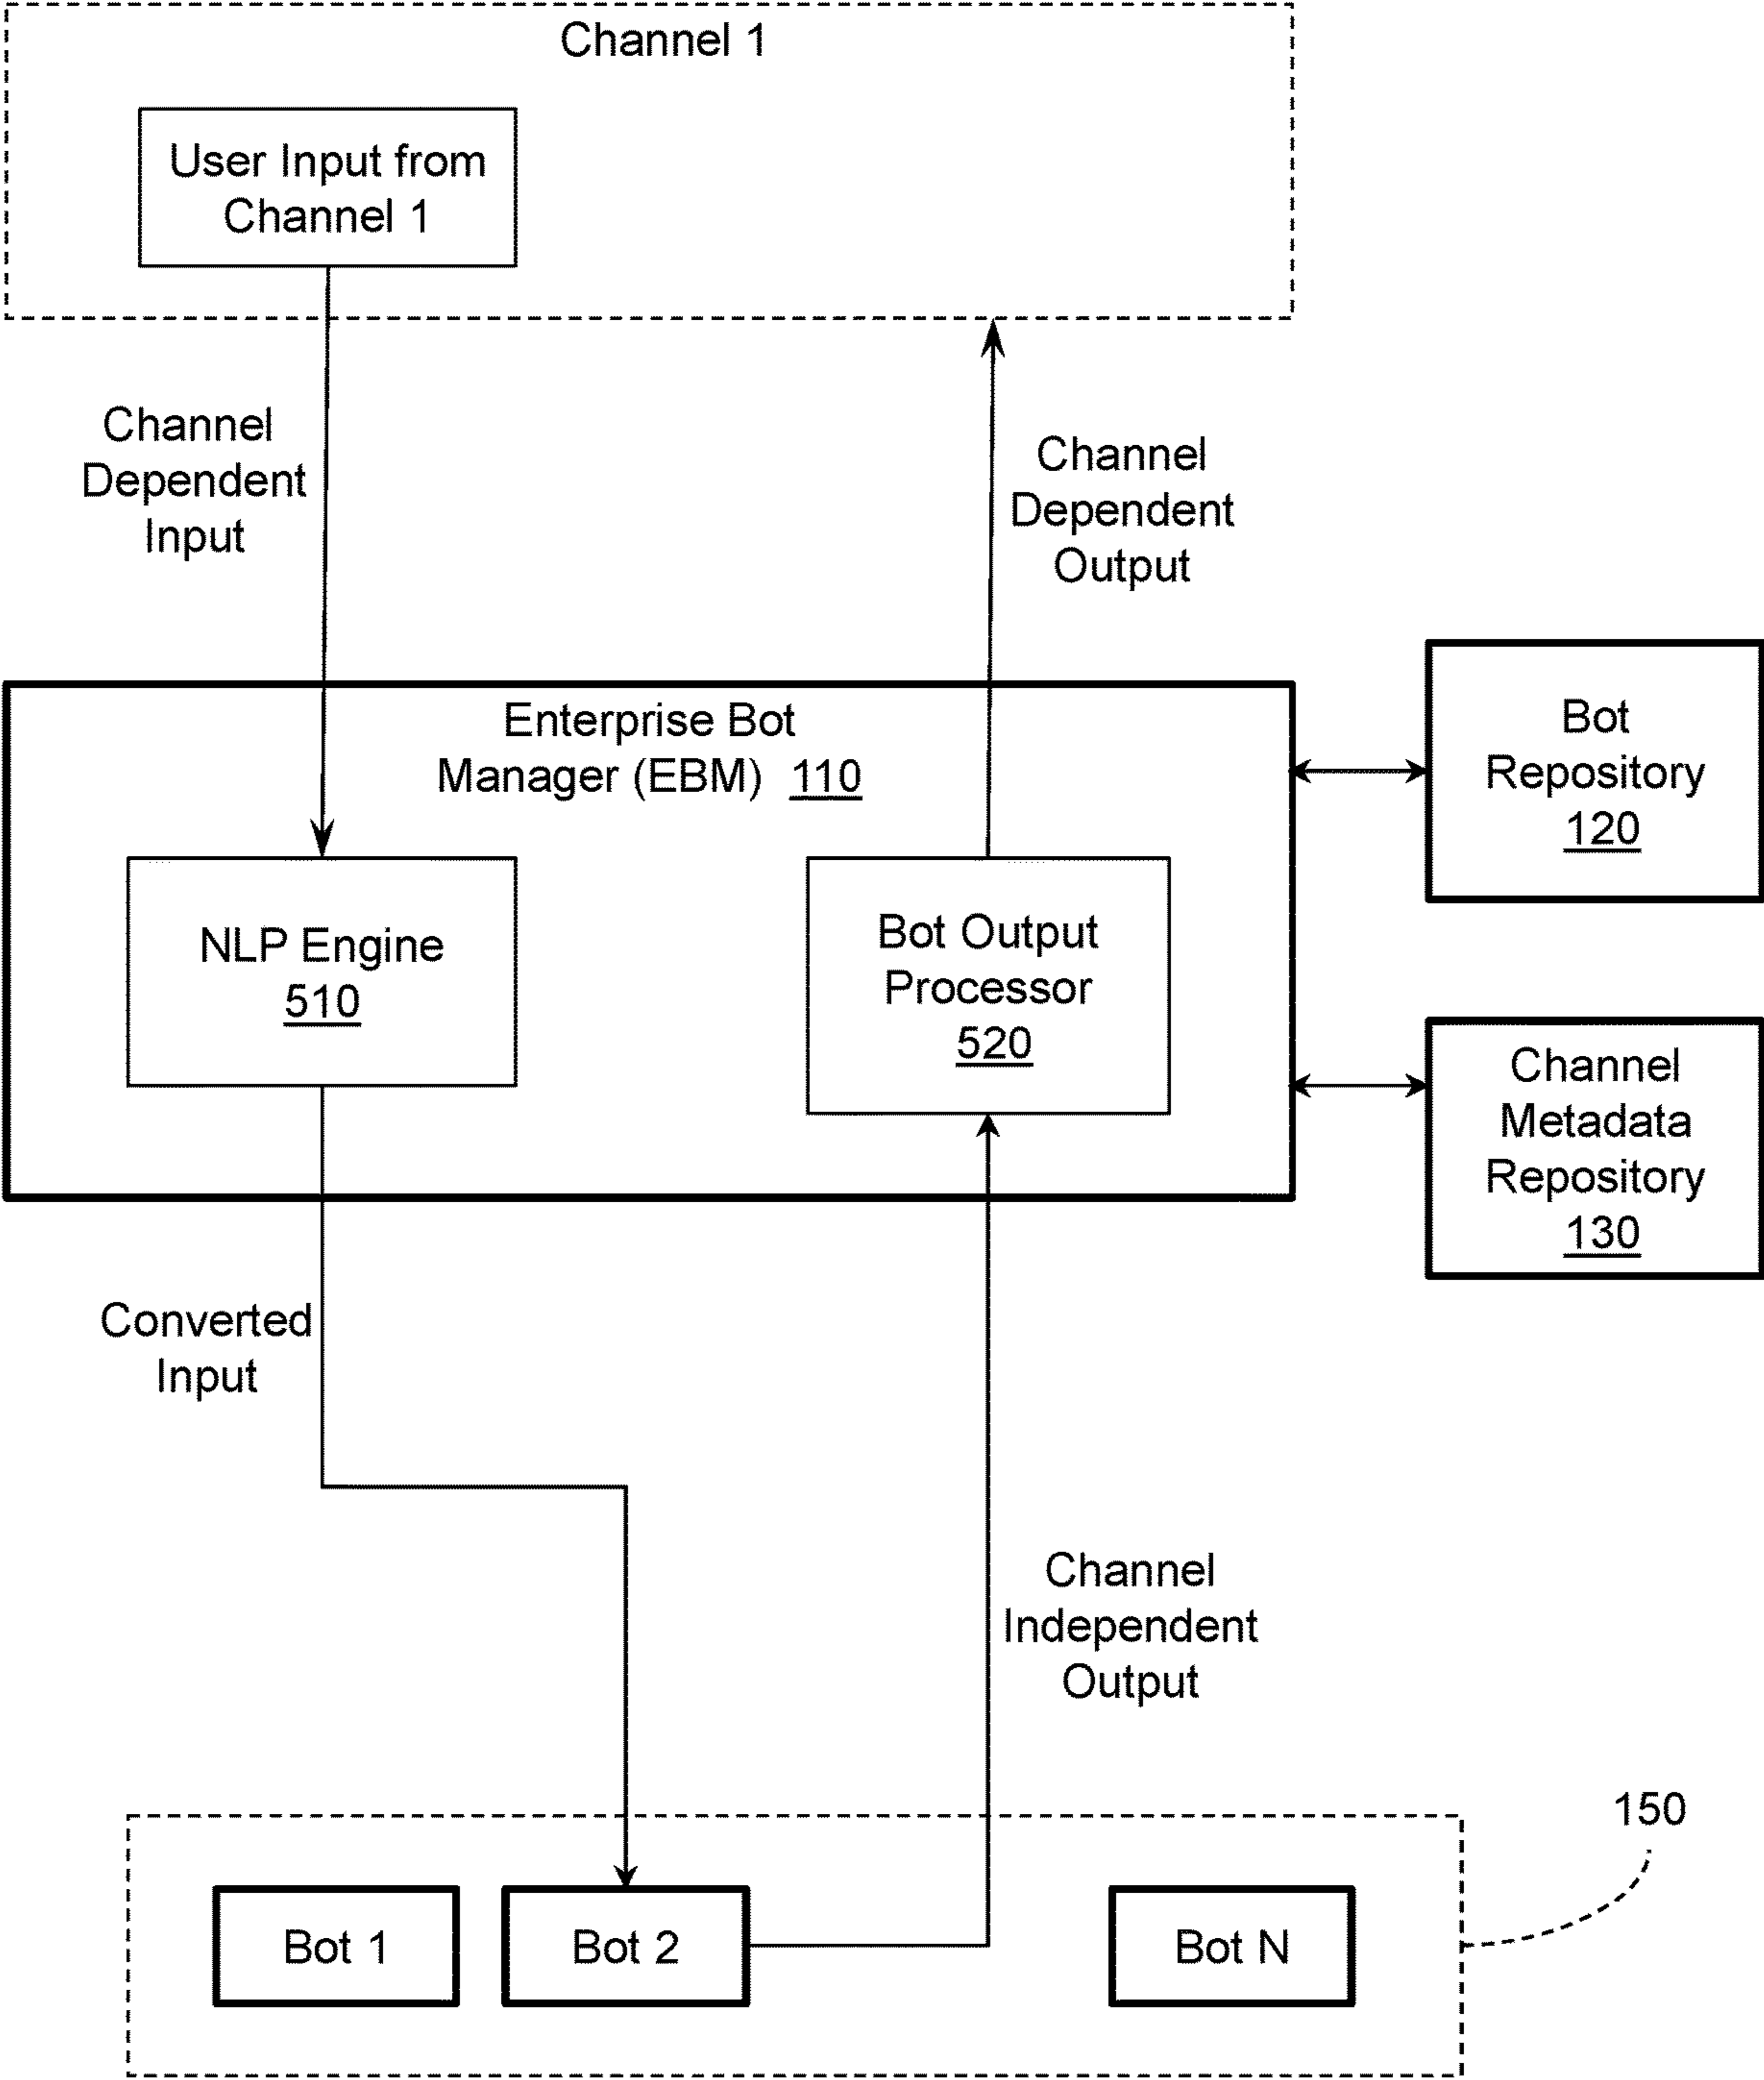 Channel 1
User Input from
Channel 1
Channel
Dependent
Input
Channel
Dependent
Output
Enterprise Bot
Manager (EBM) 110
Bot
Repository
120
NLP Engine
510
Bot Output
Processor
520
Channel
Metadata
Repository
130
Converted
Input
Channel
Independent
Output
150
Bot 1
Bot 2
Bot N